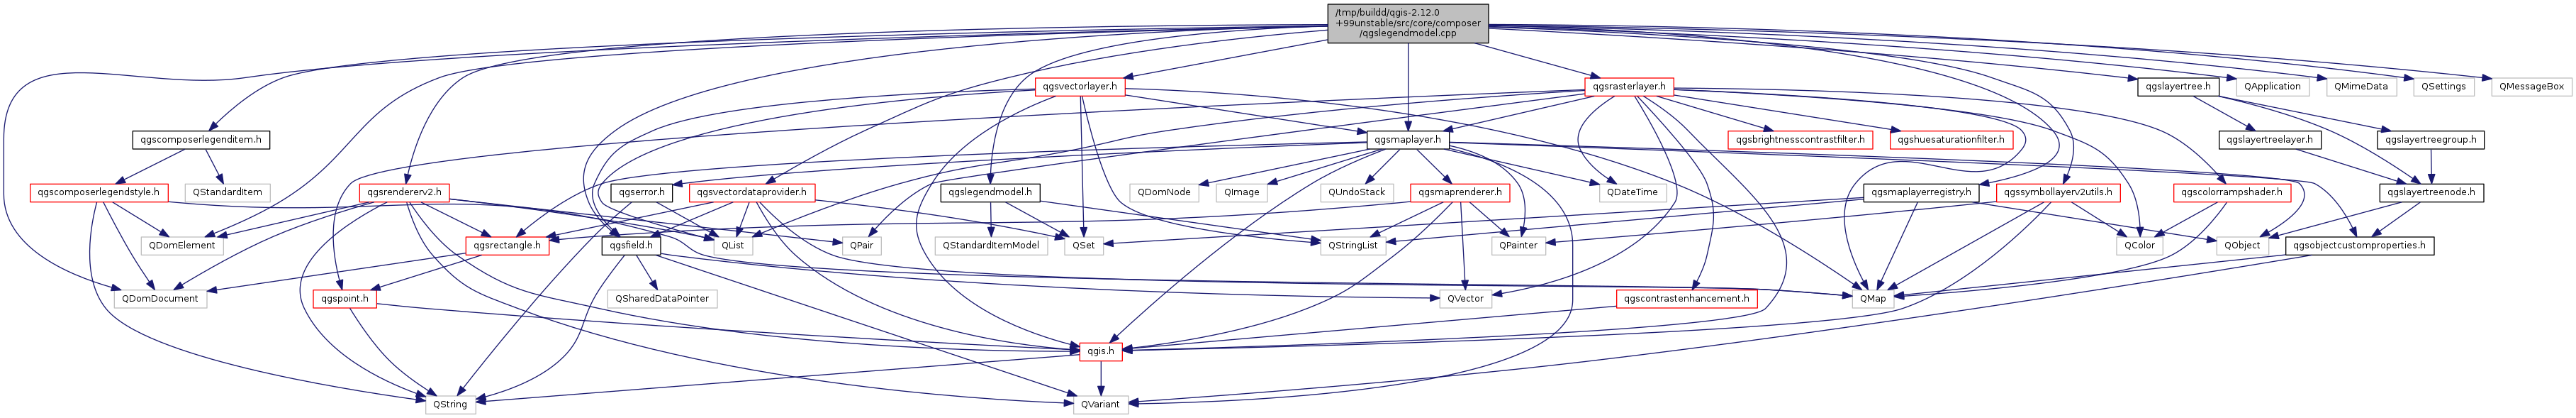 /tmp/buildd/qgis-2.12.0
+99unstable/src/core/composer
/qgslegendmodel.cpp
qgsvectorlayer.h
qgsrasterlayer.h
qgslayertree.h
QApplication
QMimeData
QSettings
QMessageBox
qgscomposerlegenditem.h
qgsmaplayer.h
qgsbrightnesscontrastfilter.h
qgshuesaturationfilter.h
qgslayertreelayer.h
qgslayertreegroup.h
qgscomposerlegendstyle.h
QStandardItem
qgsrendererv2.h
qgserror.h
qgsvectordataprovider.h
qgslegendmodel.h
QDomNode
QImage
QUndoStack
qgsmaprenderer.h
QDateTime
qgsmaplayerregistry.h
qgssymbollayerv2utils.h
qgscolorrampshader.h
qgslayertreenode.h
QDomElement
qgsrectangle.h
qgsfield.h
QList
QPair
QStandardItemModel
QSet
QStringList
QPainter
QColor
QObject
qgsobjectcustomproperties.h
QDomDocument
qgspoint.h
QSharedDataPointer
QVector
qgscontrastenhancement.h
QMap
qgis.h
QString
QVariant